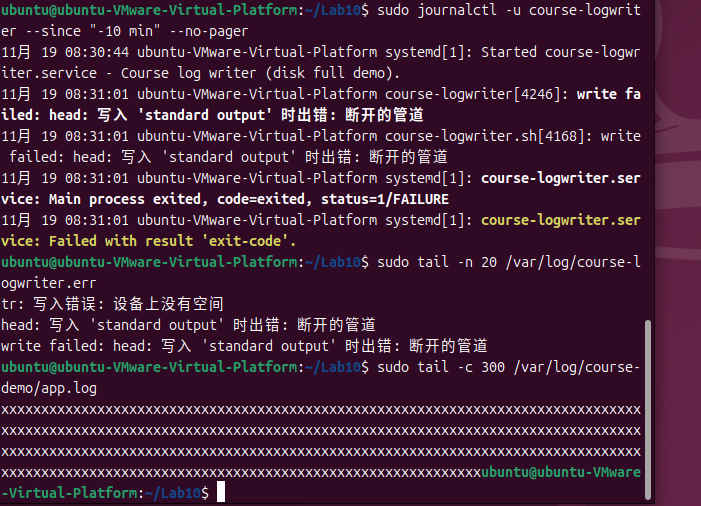 ubuntu@ubuntu-VMware-Virtual-Platform:~/Lab10$ sudo journalctl -u course-logwrit
er --since "-10 min" --no-pager
11月 19 08:30:44 ubuntu-VMware-Virtual-Platform systemd[1]: Started course-logwr
iter.service - Course log writer (disk full demo).
11月 19 08:31:01 ubuntu-VMware-Virtual-Platform course-logwriter[4246]: write fa
iled: head: 写入 'standard output' 时出错: 断开的管道
11月 19 08:31:01 ubuntu-VMware-Virtual-Platform course-logwriter.sh[4168]: write
 failed: head: 写入 'standard output' 时出错: 断开的管道
11月 19 08:31:01 ubuntu-VMware-Virtual-Platform systemd[1]: course-logwriter.ser
vice: Main process exited, code=exited, status=1/FAILURE
11月 19 08:31:01 ubuntu-VMware-Virtual-Platform systemd[1]: course-logwriter.ser
vice: Failed with result 'exit-code'.
ubuntu@ubuntu-VMware-Virtual-Platform:~/Lab10$ sudo tail -n 20 /var/log/course-l
ogwriter.err
tr: 写入错误: 设备上没有空间
head: 写入 'standard output' 时出错: 断开的管道
write failed: head: 写入 'standard output' 时出错: 断开的管道
ubuntu@ubuntu-VMware-Virtual-Platform:~/Lab10$ sudo tail -c 300 /var/log/course-
demo/app.log
xxxxxxxxxxxxxxxxxxxxxxxxxxxxxxxxxxxxxxxxxxxxxxxxxxxxxxxxxxxxxxxxxxxxxxxxxxxxxxxx
xxxxxxxxxxxxxxxxxxxxxxxxxxxxxxxxxxxxxxxxxxxxxxxxxxxxxxxxxxxxxxxxxxxxxxxxxxxxxxxx
xxxxxxxxxxxxxxxxxxxxxxxxxxxxxxxxxxxxxxxxxxxxxxxxxxxxxxxxxxxxxxxxxxxxxxxxxxxxxxxx
xxxxxxxxxxxxxxxxxxxxxxxxxxxxxxxxxxxxxxxxxxxxxxxxxxxxxxxxxxxxubuntu@ubuntu-VMware
-Virtual-Platform:~/Lab10$